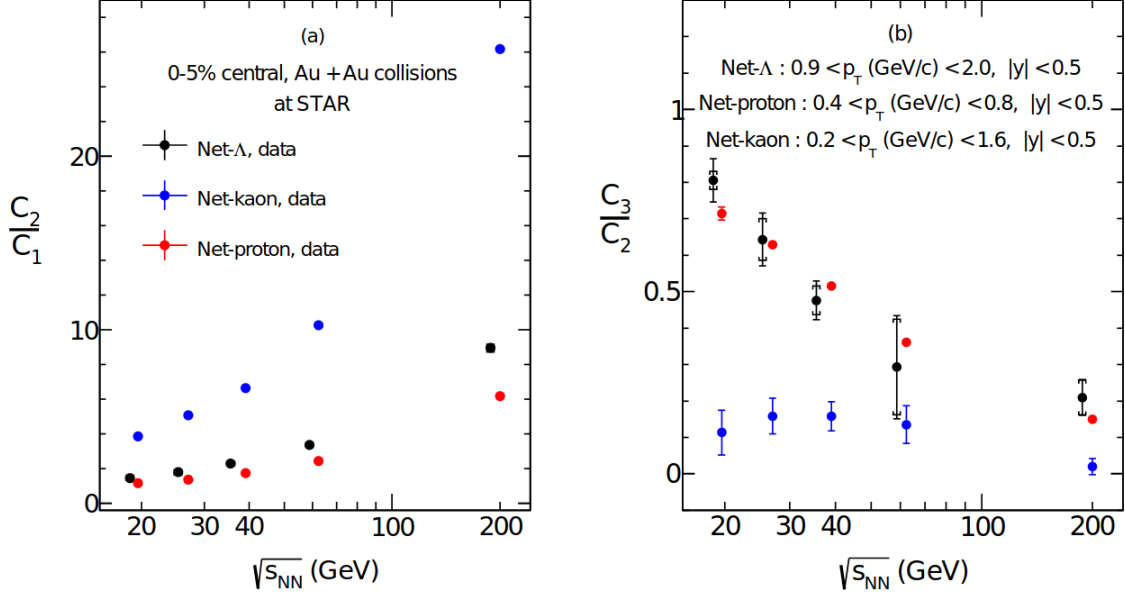 (a)
0-5% central, Au + Au collisions
at STAR
Net-Λ, data
Net-kaon, data
Net-proton, data
C2
C1
20
10
0
20 30 40 100 200
√sNN (GeV)
(b)
Net-Λ : 0.9 <pT (GeV/c) <2.0, |y| <0.5
Net-proton : 0.4 <pT (GeV/c) <0.8, |y| <0.5
Net-kaon : 0.2 <pT (GeV/c) <1.6, |y| <0.5
C3
C2
1
0.5
0
20 30 40 100 200
√sNN (GeV)